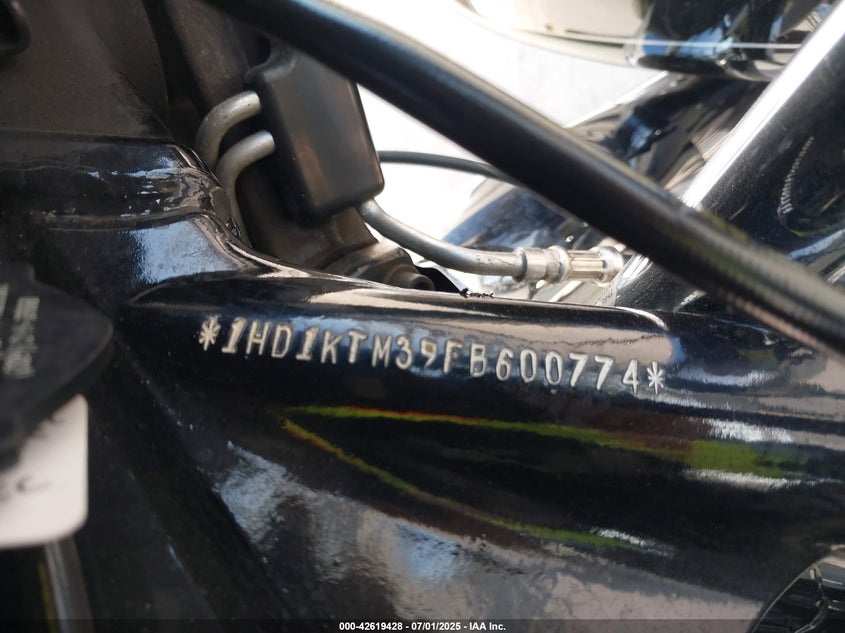 *1HD1KTM39FB600774*
000-42619428 - 07/01/2025 - IAA Inc.